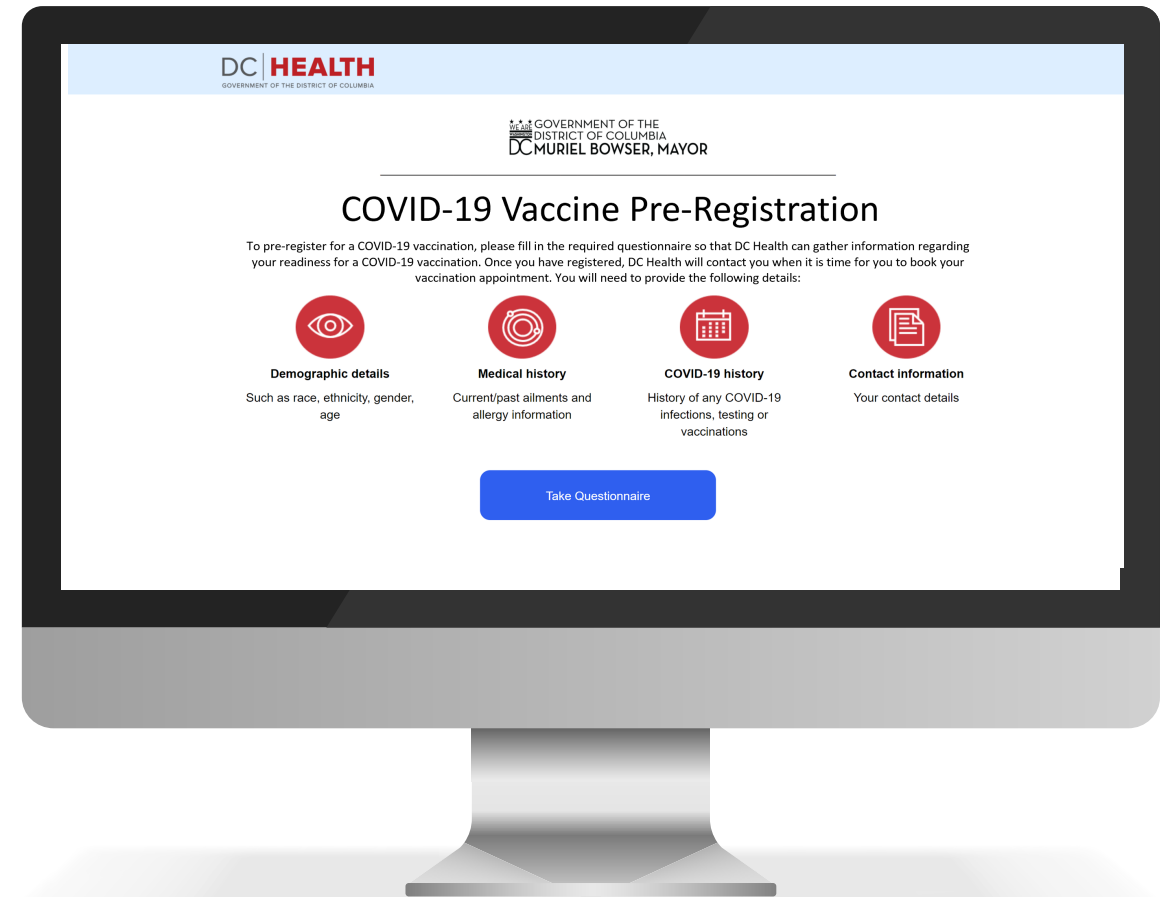 DC HEALTH
GOVERNMENT OF THE DISTRICT OF COLUMBIA
WE ARE
WASHINGTON
DC
GOVERNMENT OF THE
DISTRICT OF COLUMBIA
MURIEL BOWSER, MAYOR
COVID-19 Vaccine Pre-Registration
To pre-register for a COVID-19 vaccination, please fill in the required questionnaire so that DC Health can gather information regarding
your readiness for a COVID-19 vaccination. Once you have registered, DC Health will contact you when it is time for you to book your
vaccination appointment. You will need to provide the following details:
Demographic details
Such as race, ethnicity, gender,
age
Medical history
Current/past ailments and
allergy information
COVID-19 history
History of any COVID-19
infections, testing or
vaccinations
Contact information
Your contact details
Take Questionnaire